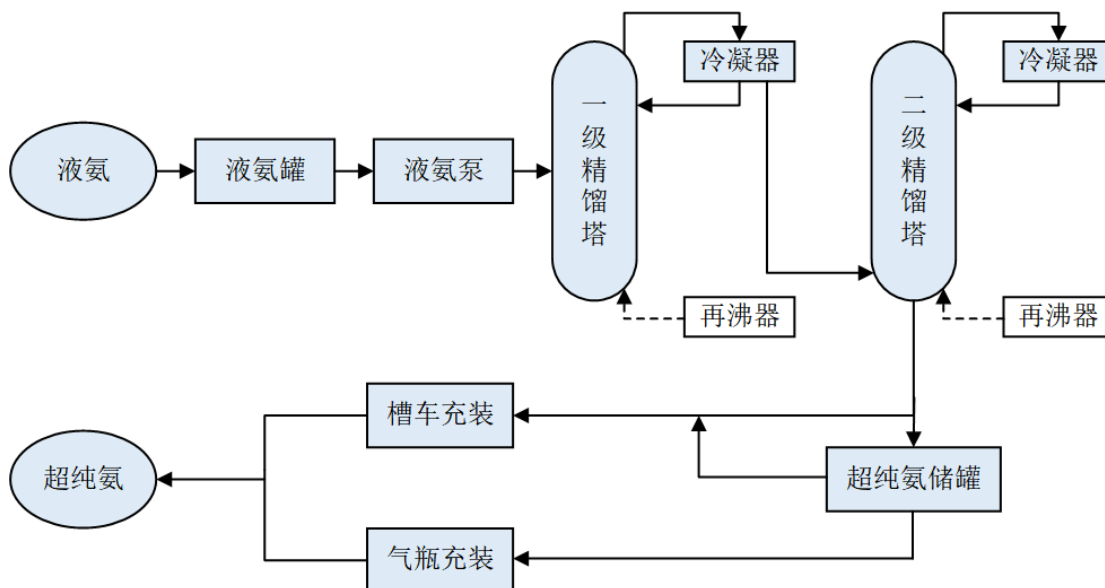 冷凝器
冷凝器
一级精馏塔
二级精馏塔
液氨
液氨罐
液氨泵
再沸器
再沸器
槽车充装
超纯氨
超纯氨储罐
气瓶充装